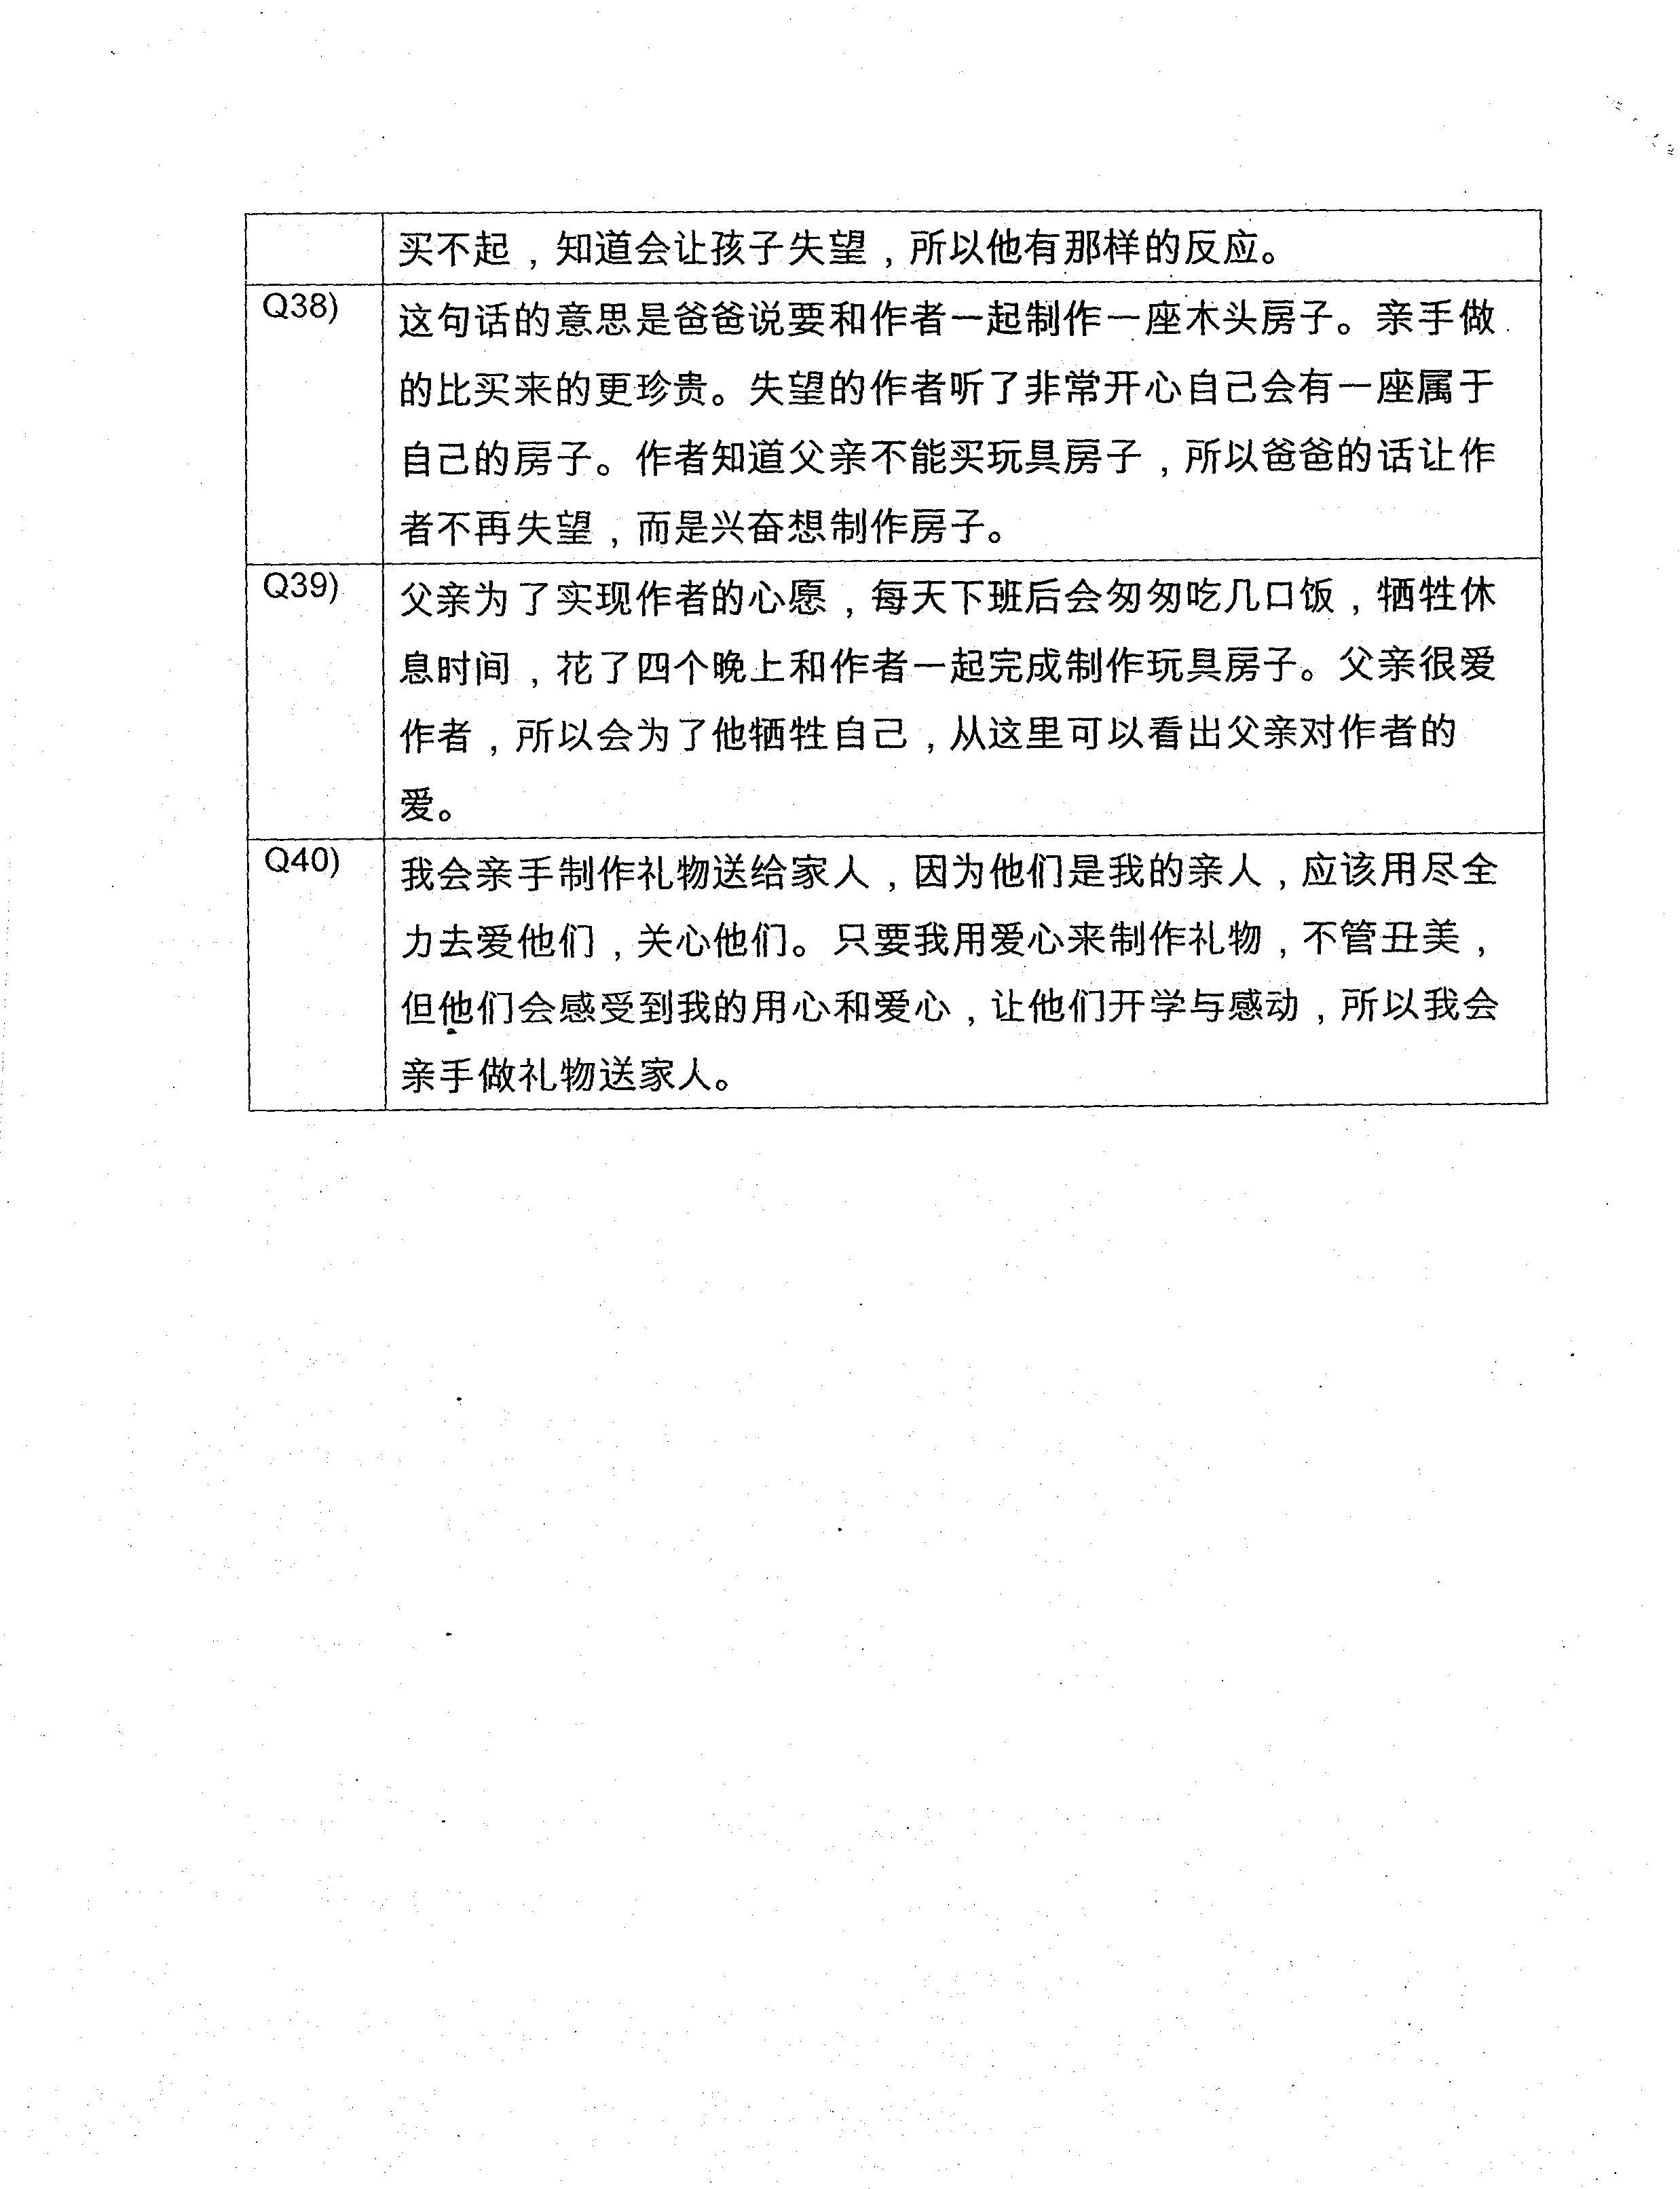 买不起，知道会让孩子失望，所以他有那样的反应。
Q38)
这句话的意思是爸爸说要和作者一起制作一座木头房子。亲手做
的比买来的更珍贵。失望的作者听了非常开心自己会有一座属于
自己的房子。作者知道父亲不能买玩具房子，所以爸爸的话让作
者不再失望，而是兴奋想制作房子。
Q39)
父亲为了实现作者的心愿，每天下班后会匆匆吃几口饭，牺牲休
息时间，花了四个晚上和作者一起完成制作玩具房子。父亲很爱
作者，所以会为了他牺牲自己，从这里可以看出父亲对作者的
爱。
Q40)
我会亲手制作礼物送给家人，因为他们是我的亲人，应该用尽全
力去爱他们，关心他们。只要我用爱心来制作礼物，不管丑美，
但他们会感受到我的用心和爱心，让他们开学与感动，所以我会
亲手做礼物送家人。